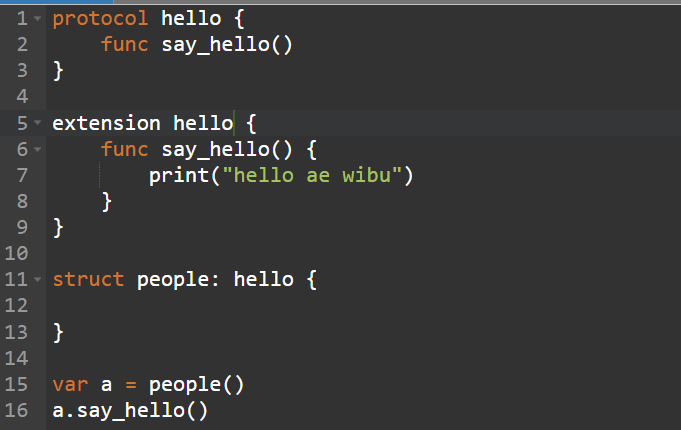 1 protocol hello {
2     func say_hello()
3 }
4
5 extension hello {
6     func say_hello() {
7         print("hello ae wibu")
8     }
9 }
10
11 struct people: hello {
12
13 }
14
15 var a = people()
16 a.say_hello()